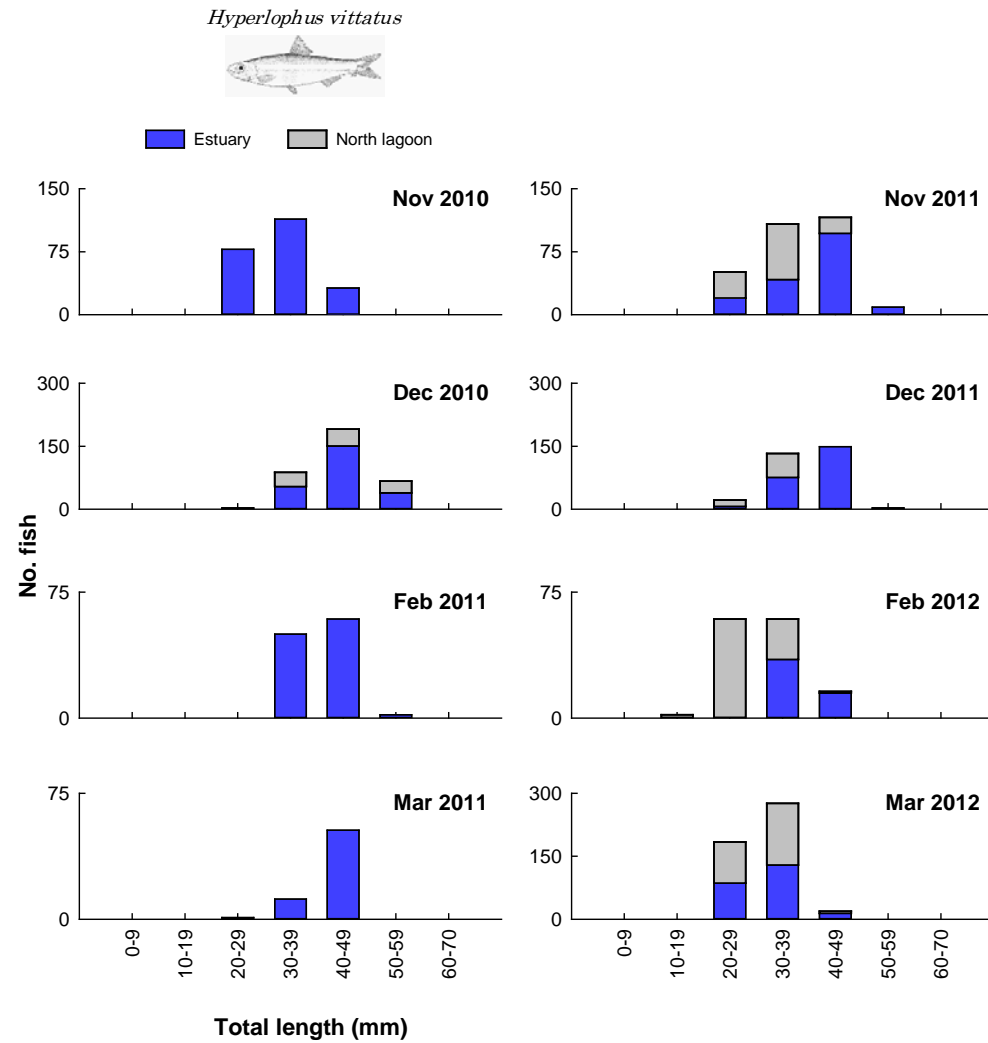 Hyperlophus vittatus
Estuary
North lagoon
150
75
0
Nov 2010
150
75
0
Nov 2011
300
150
0
Dec 2010
300
150
0
Dec 2011
No. fish
75
0
Feb 2011
75
0
Feb 2012
75
0
Mar 2011
300
150
0
Mar 2012
0-9
10-19
20-29
30-39
40-49
50-59
60-70
0-9
10-19
20-29
30-39
40-49
50-59
60-70
Total length (mm)